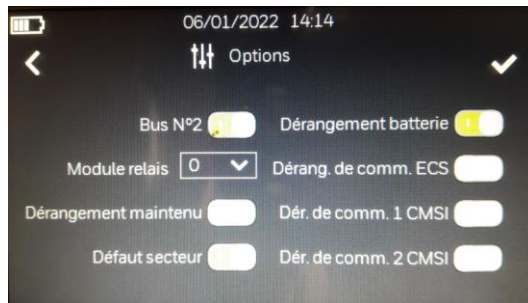 06/01/2022 14:14
Options
Bus Nº2 Dérangement batterie
Module relais 0 Dérang. de comm. ECS
Dérangement maintenu Dér. de comm. 1 CMSI
Défaut secteur Dér. de comm. 2 CMSI